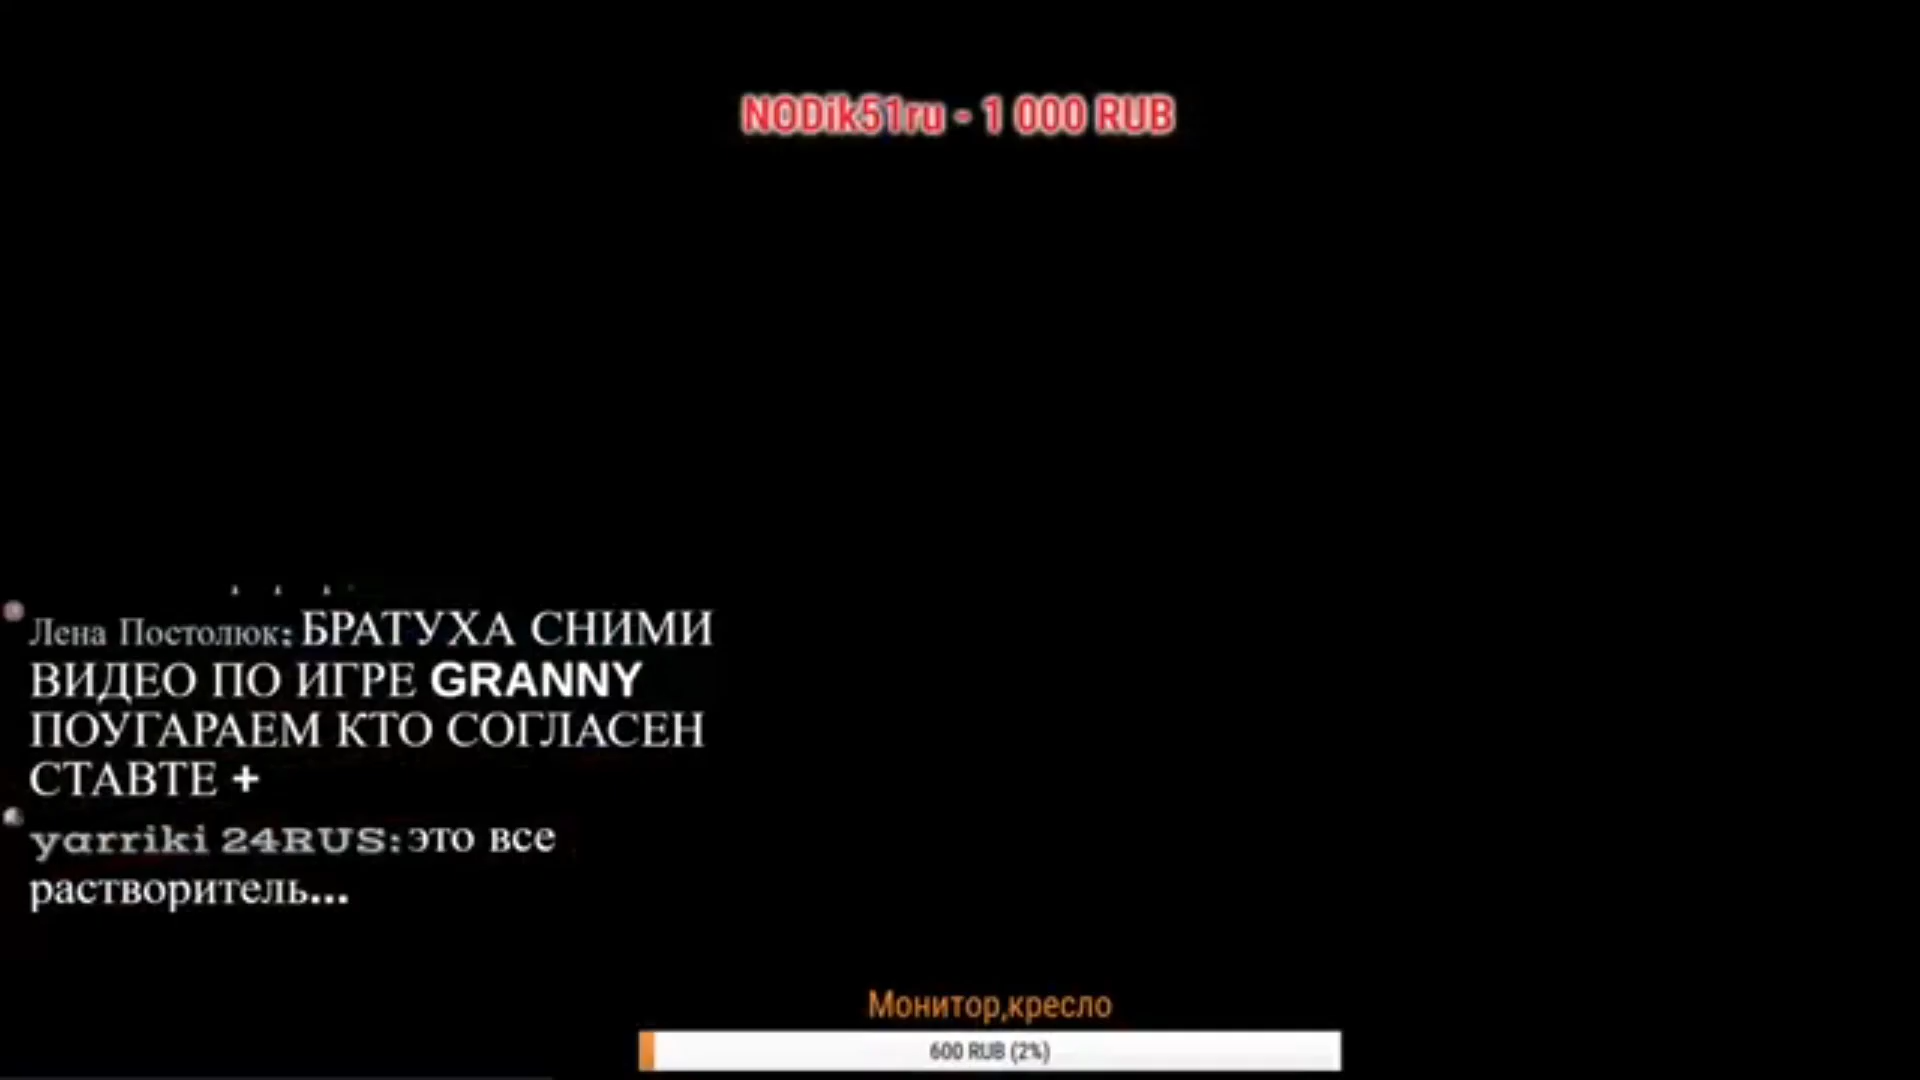 NODik51ru - 1 000 RUB
Лена Постолюк: БРАТУХА СНИМИ
ВИДЕО ПО ИГРЕ GRANNY
ПОУГАРАЕМ КТО СОГЛАСЕН
СТАВТЕ +
yarriki 24RUS: это все
растворитель...
Монитор,кресло
600 RUB (2%)